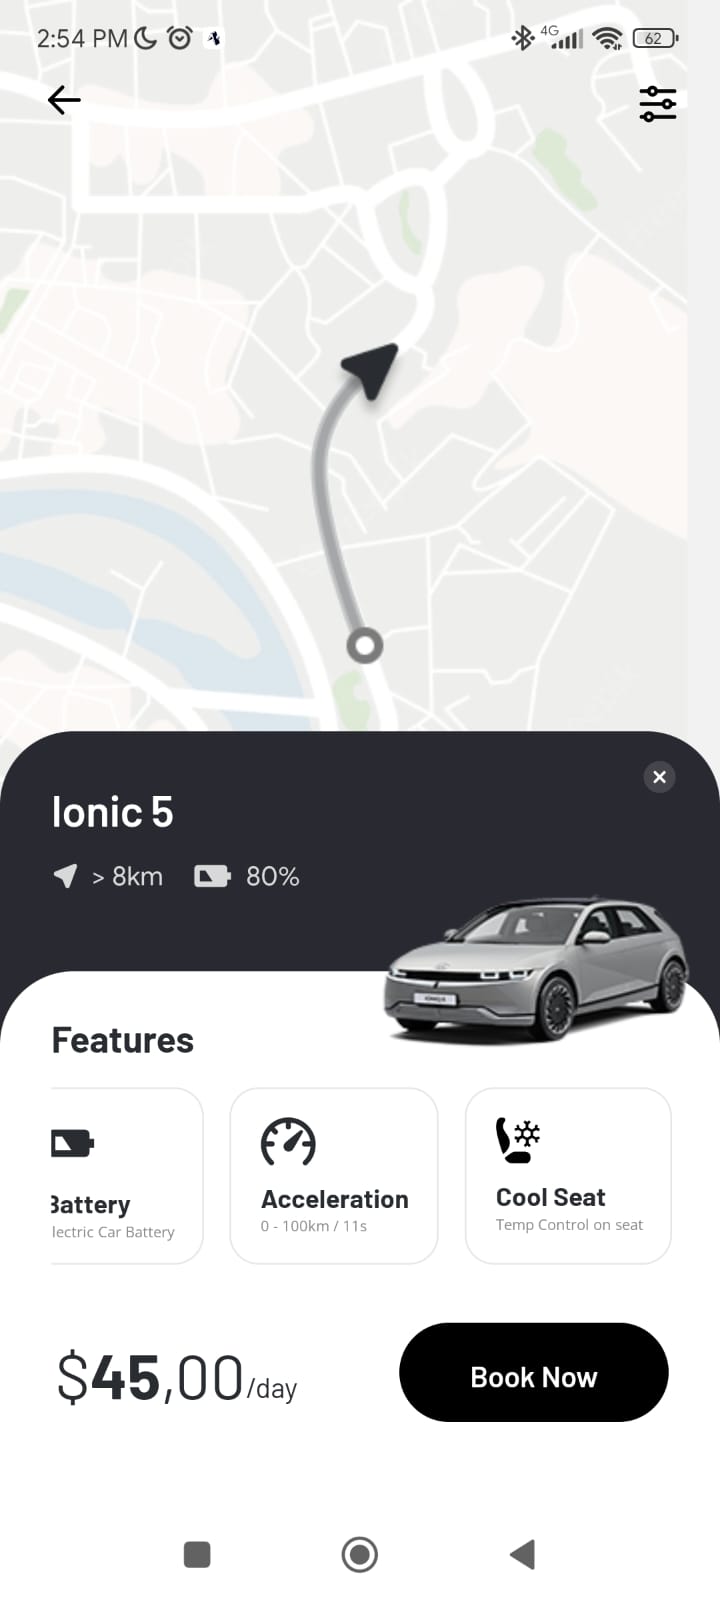 2:54 PM
4G
62
Ionic 5
> 8km 80%
Features
Battery
lectric Car Battery
Acceleration
0 - 100km / 11s
Cool Seat
Temp Control on seat
$45,00/day
Book Now